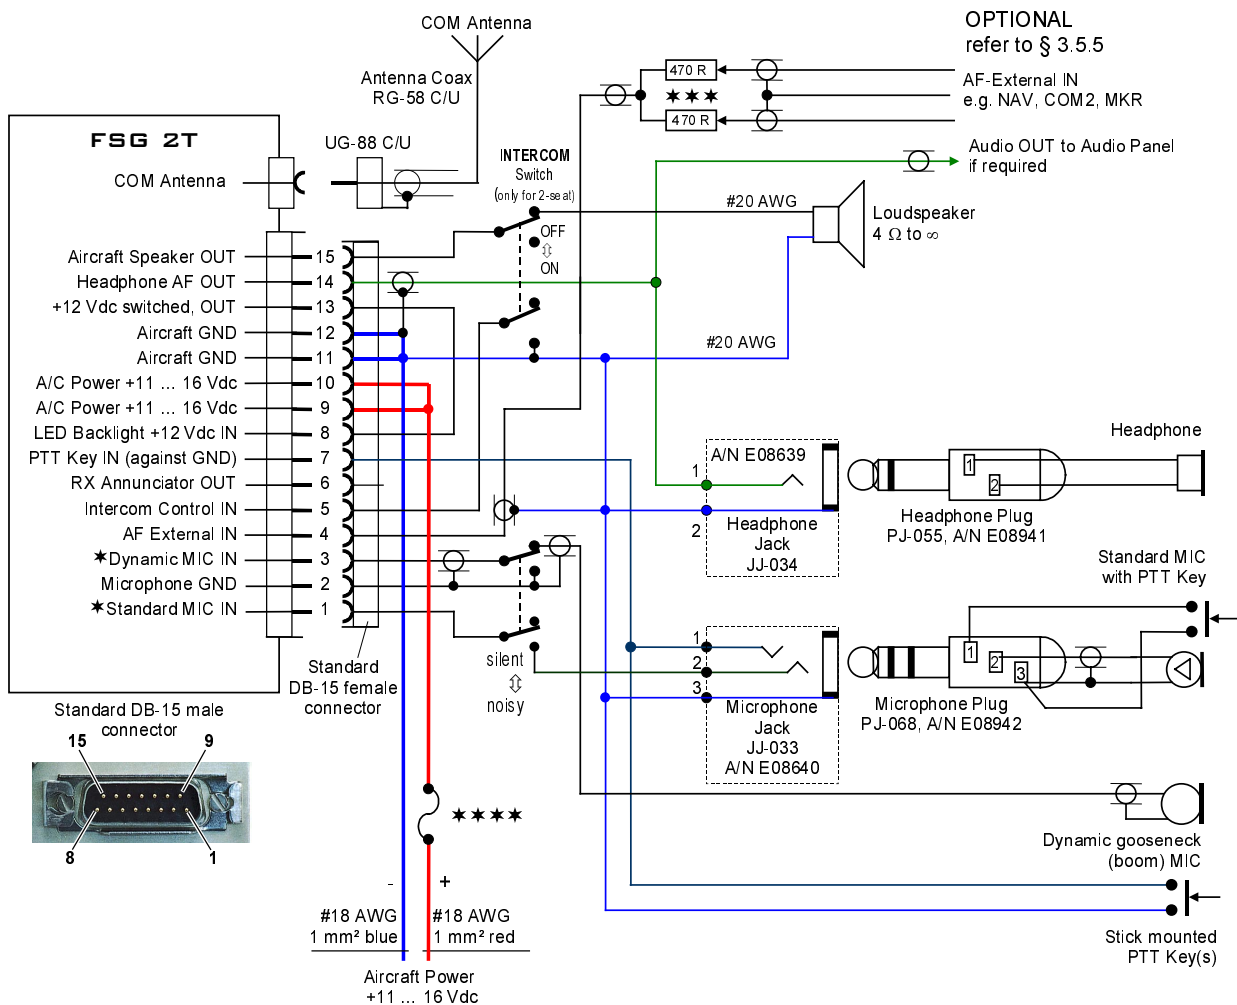 COM Antenna
OPTIONAL
refer to § 3.5.5
Antenna Coax
RG-58 C/U
470 R
★★★
470 R
AF-External IN
e.g. NAV, COM2, MKR
FSG 2T
UG-88 C/U
COM Antenna
INTERCOM
Switch
(only for 2-seat)
OFF
⇕
ON
Audio OUT to Audio Panel
if required
#20 AWG
Loudspeaker
4 Ω to ∞
#20 AWG
Aircraft Speaker OUT 15
Headphone AF OUT 14
+12 Vdc switched, OUT 13
Aircraft GND 12
Aircraft GND 11
A/C Power +11 ... 16 Vdc 10
A/C Power +11 ... 16 Vdc 9
LED Backlight +12 Vdc IN 8
PTT Key IN (against GND) 7
RX Annunciator OUT 6
Intercom Control IN 5
AF External IN 4
★Dynamic MIC IN 3
Microphone GND 2
★Standard MIC IN 1
Standard
DB-15 female
connector
silent
⇕
noisy
A/N E08639
1
2
Headphone
Jack
JJ-034
1
2
Headphone
Headphone Plug
PJ-055, A/N E08941
Standard MIC
with PTT Key
1
2
3
Microphone
Jack
JJ-033
A/N E08640
1
2
3
Microphone Plug
PJ-068, A/N E08942
Standard DB-15 male
connector
15
9
8
1
★★★★
Dynamic gooseneck
(boom) MIC
Stick mounted
PTT Key(s)
- +
#18 AWG
1 mm² blue
#18 AWG
1 mm² red
Aircraft Power
+11 ... 16 Vdc